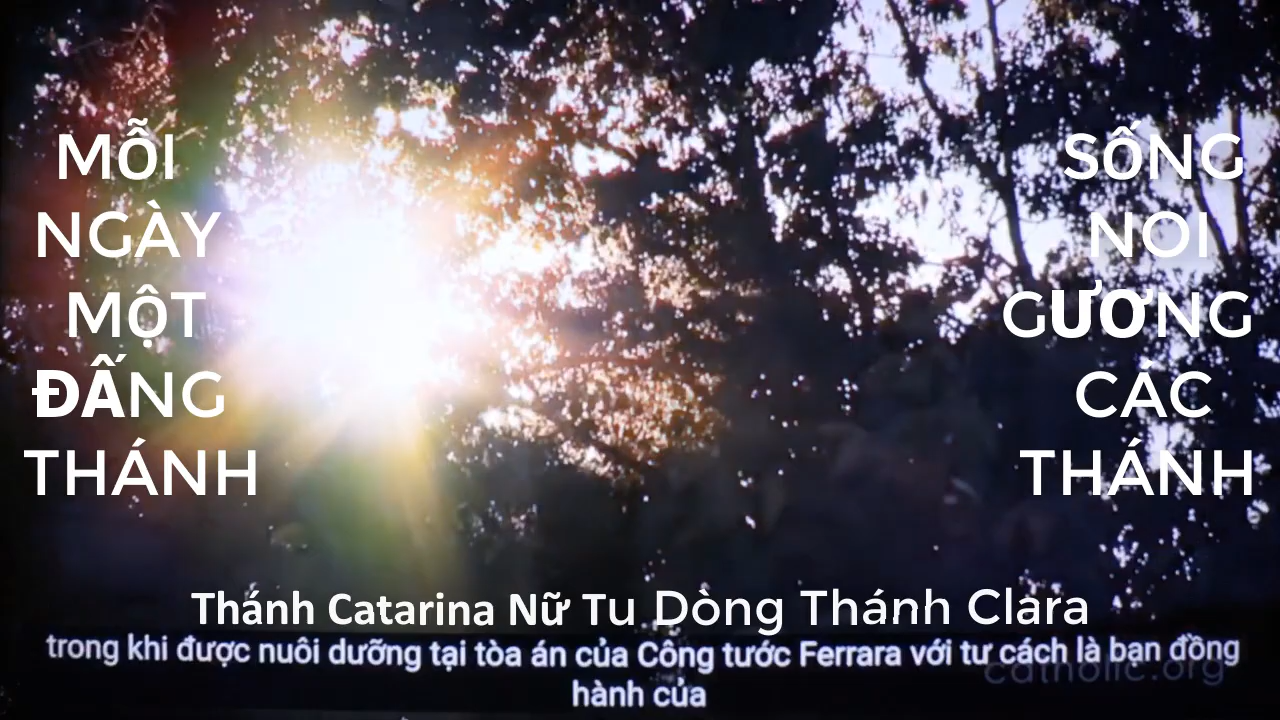 MỖI
NGÀY
MỘT
ĐẤNG
THÁNH
SỐNG
NOI
GƯƠNG
CÁC
THÁNH
Thánh Catarina Nữ Tu Dòng Thánh Clara
trong khi được nuôi dưỡng tại tòa án của Công tước Ferrara với tư cách là bạn đồng
hành của
catholic.org